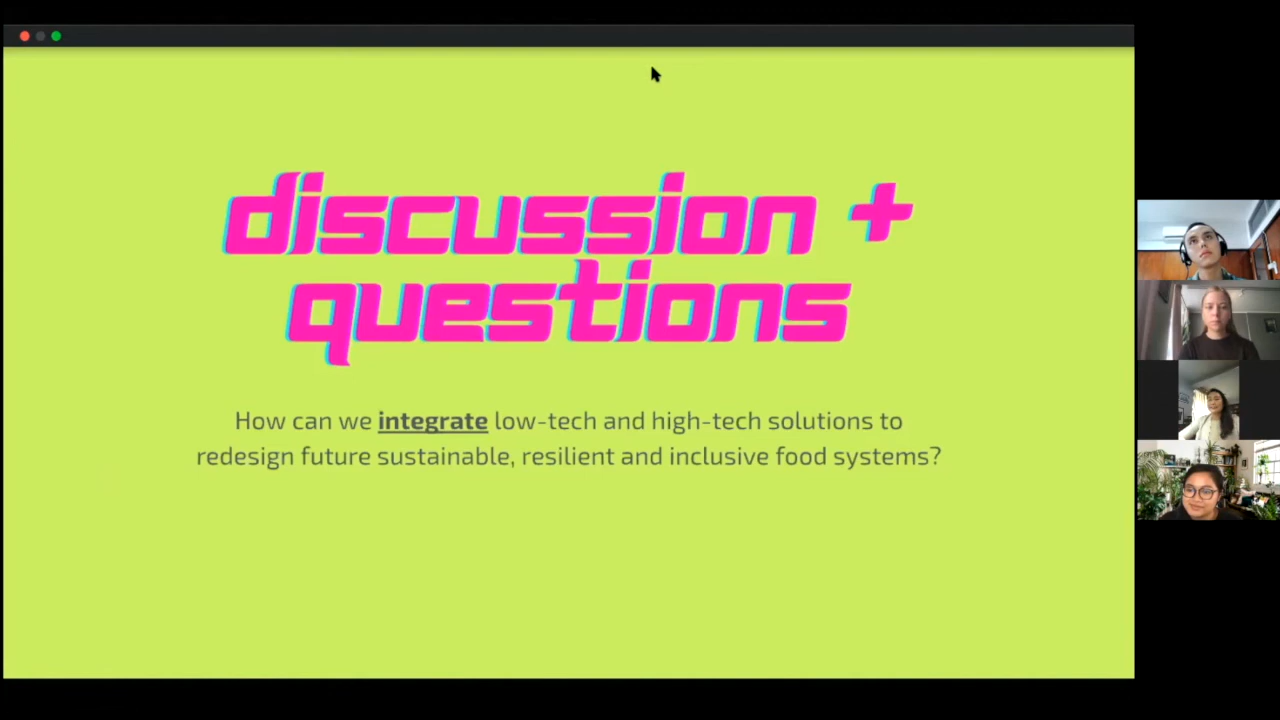 discussion +
questions
How can we integrate low-tech and high-tech solutions to
redesign future sustainable, resilient and inclusive food systems?